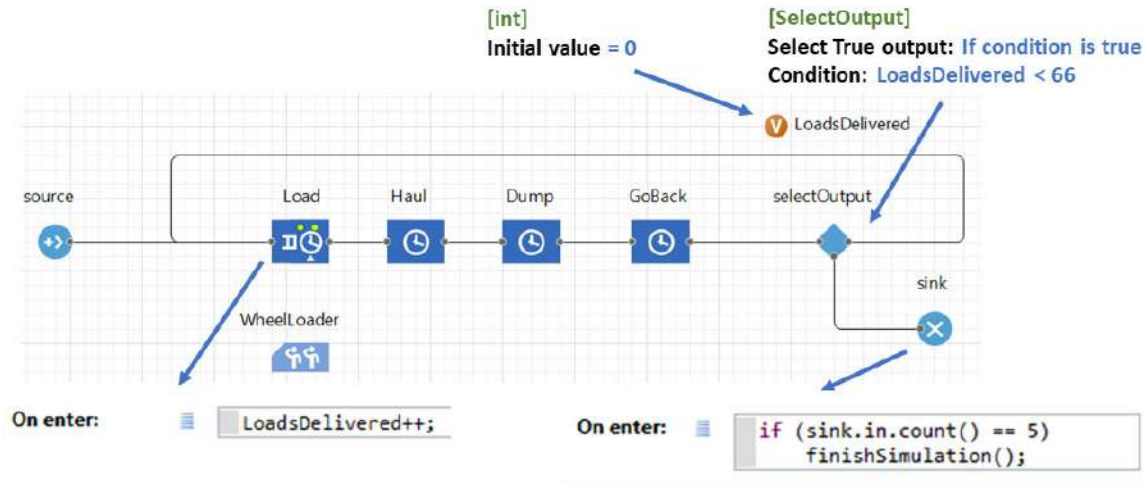 [int]
Initial value = 0
[SelectOutput]
Select True output: If condition is true
Condition: LoadsDelivered < 66
V LoadsDelivered
source
Load
Haul
Dump
GoBack
selectOutput
sink
WheelLoader
On enter:
LoadsDelivered++;
On enter:
if (sink.in.count() == 5)
finishSimulation();